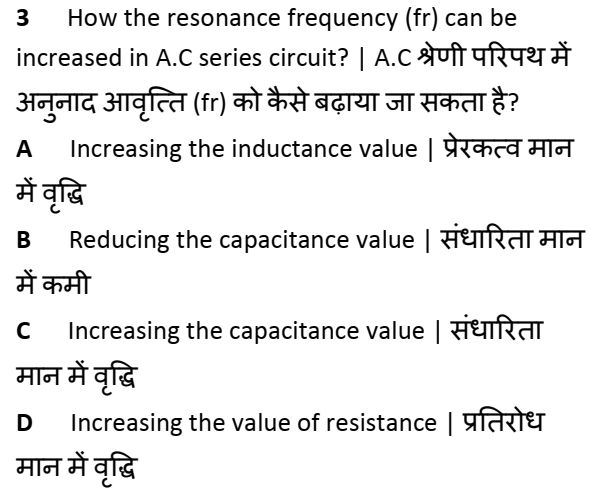 3 How the resonance frequency (fr) can be
increased in A.C series circuit? | A.C श्रेणी परिपथ में
अनुनाद आवृत्ति (fr) को कैसे बढ़ाया जा सकता है?
A Increasing the inductance value | प्रेरकत्व मान
में वृद्धि
B Reducing the capacitance value | संधारिता मान
में कमी
C Increasing the capacitance value | संधारिता
मान में वृद्धि
D Increasing the value of resistance | प्रतिरोध
मान में वृद्धि